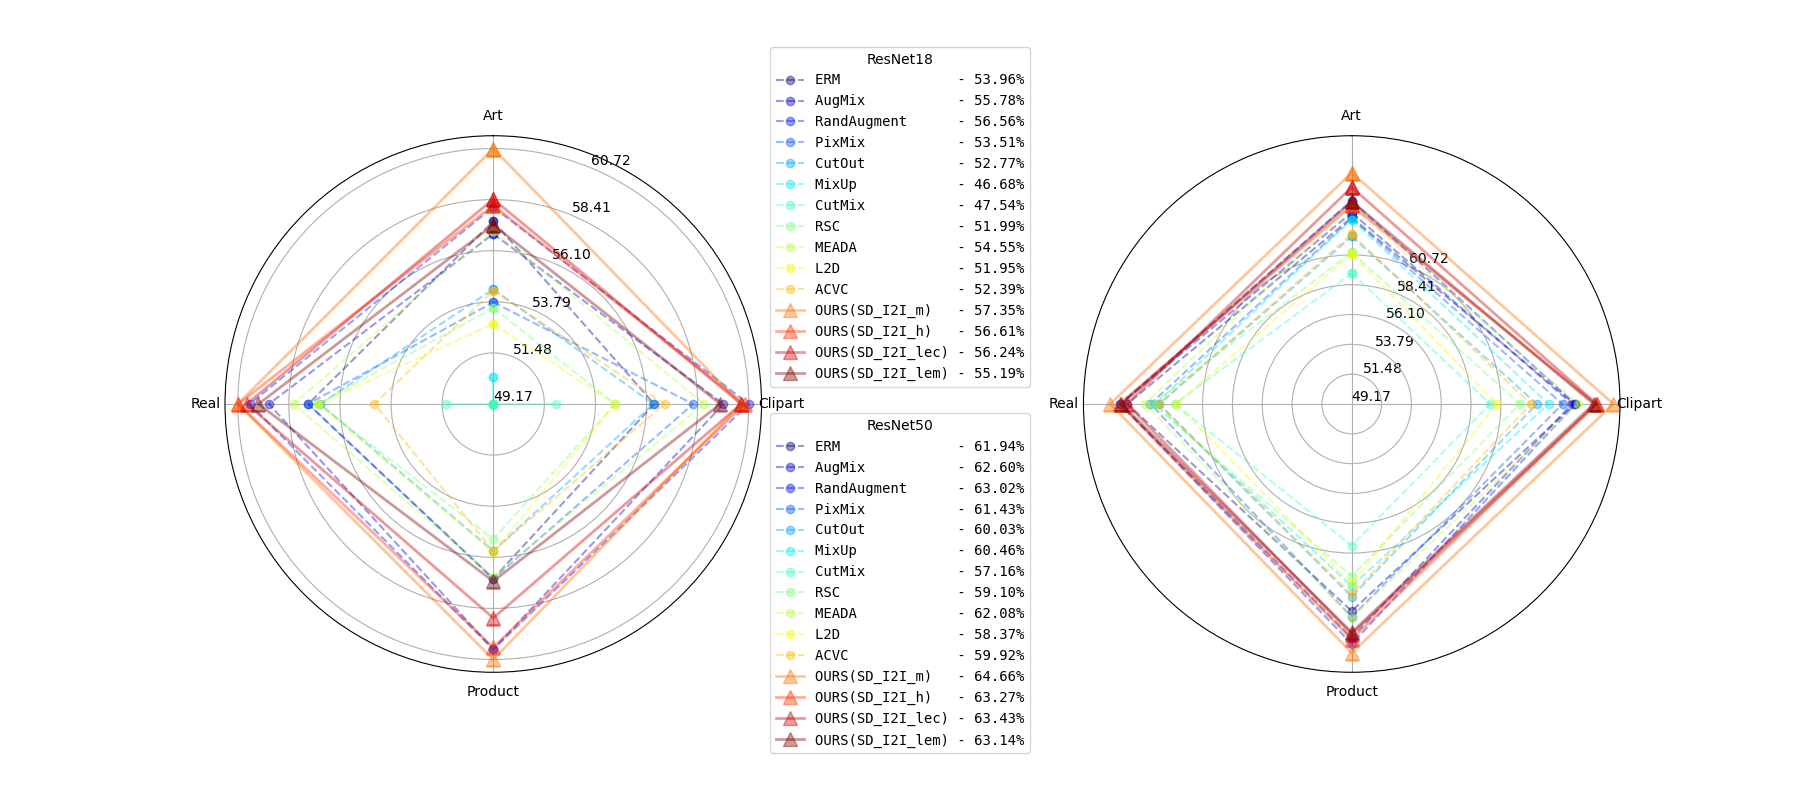 Art
60.72
58.41
56.10
53.79
51.48
49.17
Real
Clipart
Product
ResNet18
ERM - 53.96%
AugMix - 55.78%
RandAugment - 56.56%
PixMix - 53.51%
CutOut - 52.77%
MixUp - 46.68%
CutMix - 47.54%
RSC - 51.99%
MEADA - 54.55%
L2D - 51.95%
ACVC - 52.39%
OURS(SD_I2I_m) - 57.35%
OURS(SD_I2I_h) - 56.61%
OURS(SD_I2I_lec) - 56.24%
OURS(SD_I2I_lem) - 55.19%
ResNet50
ERM - 61.94%
AugMix - 62.60%
RandAugment - 63.02%
PixMix - 61.43%
CutOut - 60.03%
MixUp - 60.46%
CutMix - 57.16%
RSC - 59.10%
MEADA - 62.08%
L2D - 58.37%
ACVC - 59.92%
OURS(SD_I2I_m) - 64.66%
OURS(SD_I2I_h) - 63.27%
OURS(SD_I2I_lec) - 63.43%
OURS(SD_I2I_lem) - 63.14%
Art
60.72
58.41
56.10
53.79
51.48
49.17
Real
Clipart
Product